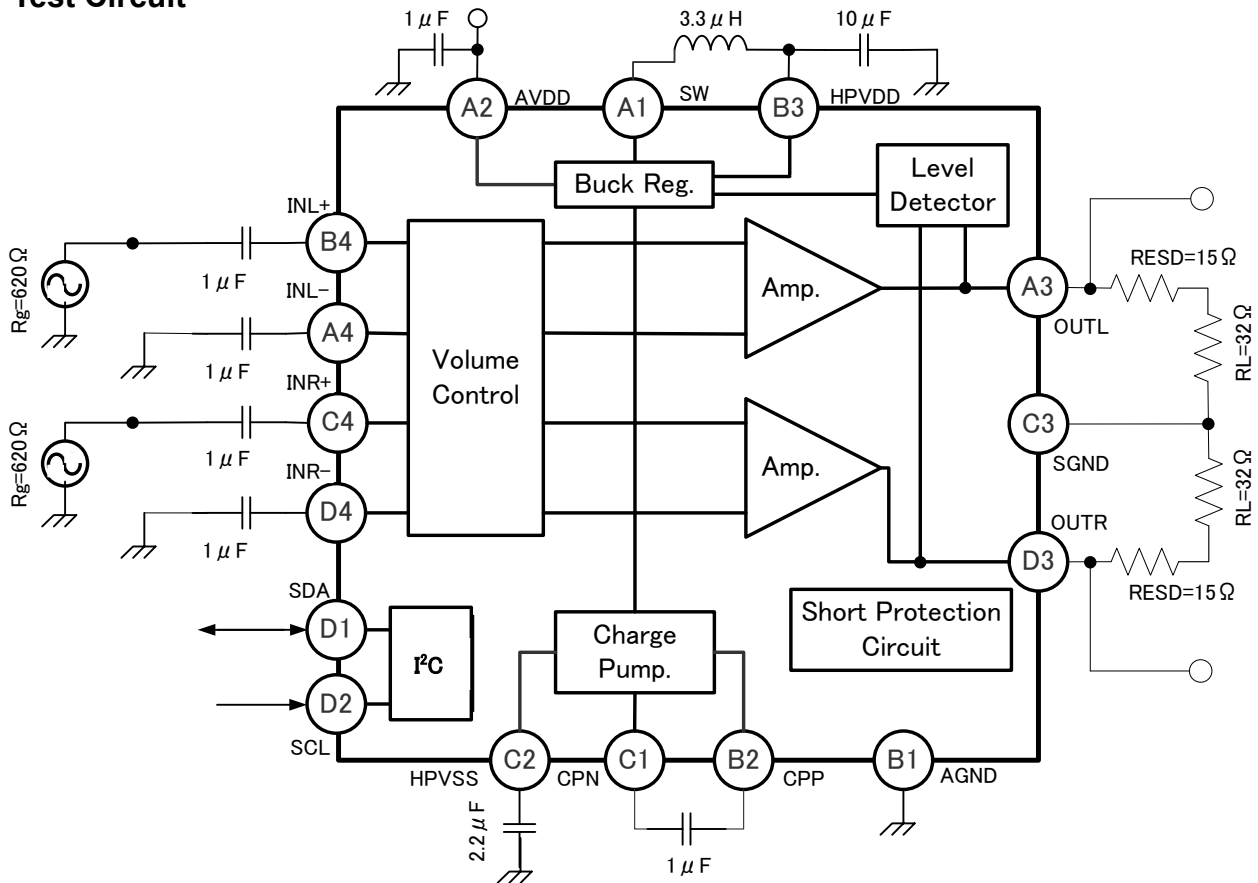 Test Circuit
1μF
3.3μH
10μF
A2
AVDD
A1
SW
B3
HPVDD
Buck Reg.
Level
Detector
INL+
B4
1μF
Rg=620Ω
INL-
A4
1μF
INR+
C4
1μF
Rg=620Ω
INR-
D4
1μF
Volume
Control
Amp.
Amp.
A3
OUTL
RESD=15Ω
RL=32Ω
C3
SGND
RL=32Ω
OUTR
D3
RESD=15Ω
SDA
D1
I²C
D2
SCL
Charge
Pump.
Short Protection
Circuit
HPVSS
C2
CPN
C1
B2
CPP
B1
AGND
2.2μF
1μF